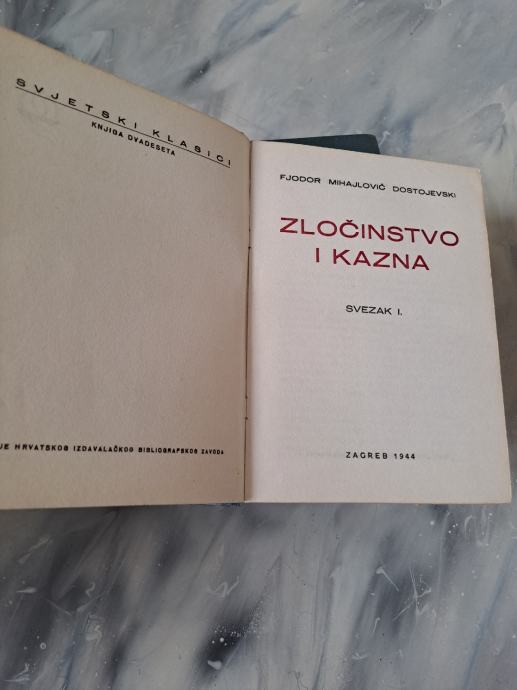 SVJETSKI KLASICI
KNJIGA DVADESETA
JE HRVATSKOG IZDAVALAČKOG BIBLIOGRAFSKOG ZAVODA
FJODOR MIHAJLOVIČ DOSTOJEVSKI
ZLOČINSTVO
I KAZNA
SVEZAK I.
ZAGREB 1944